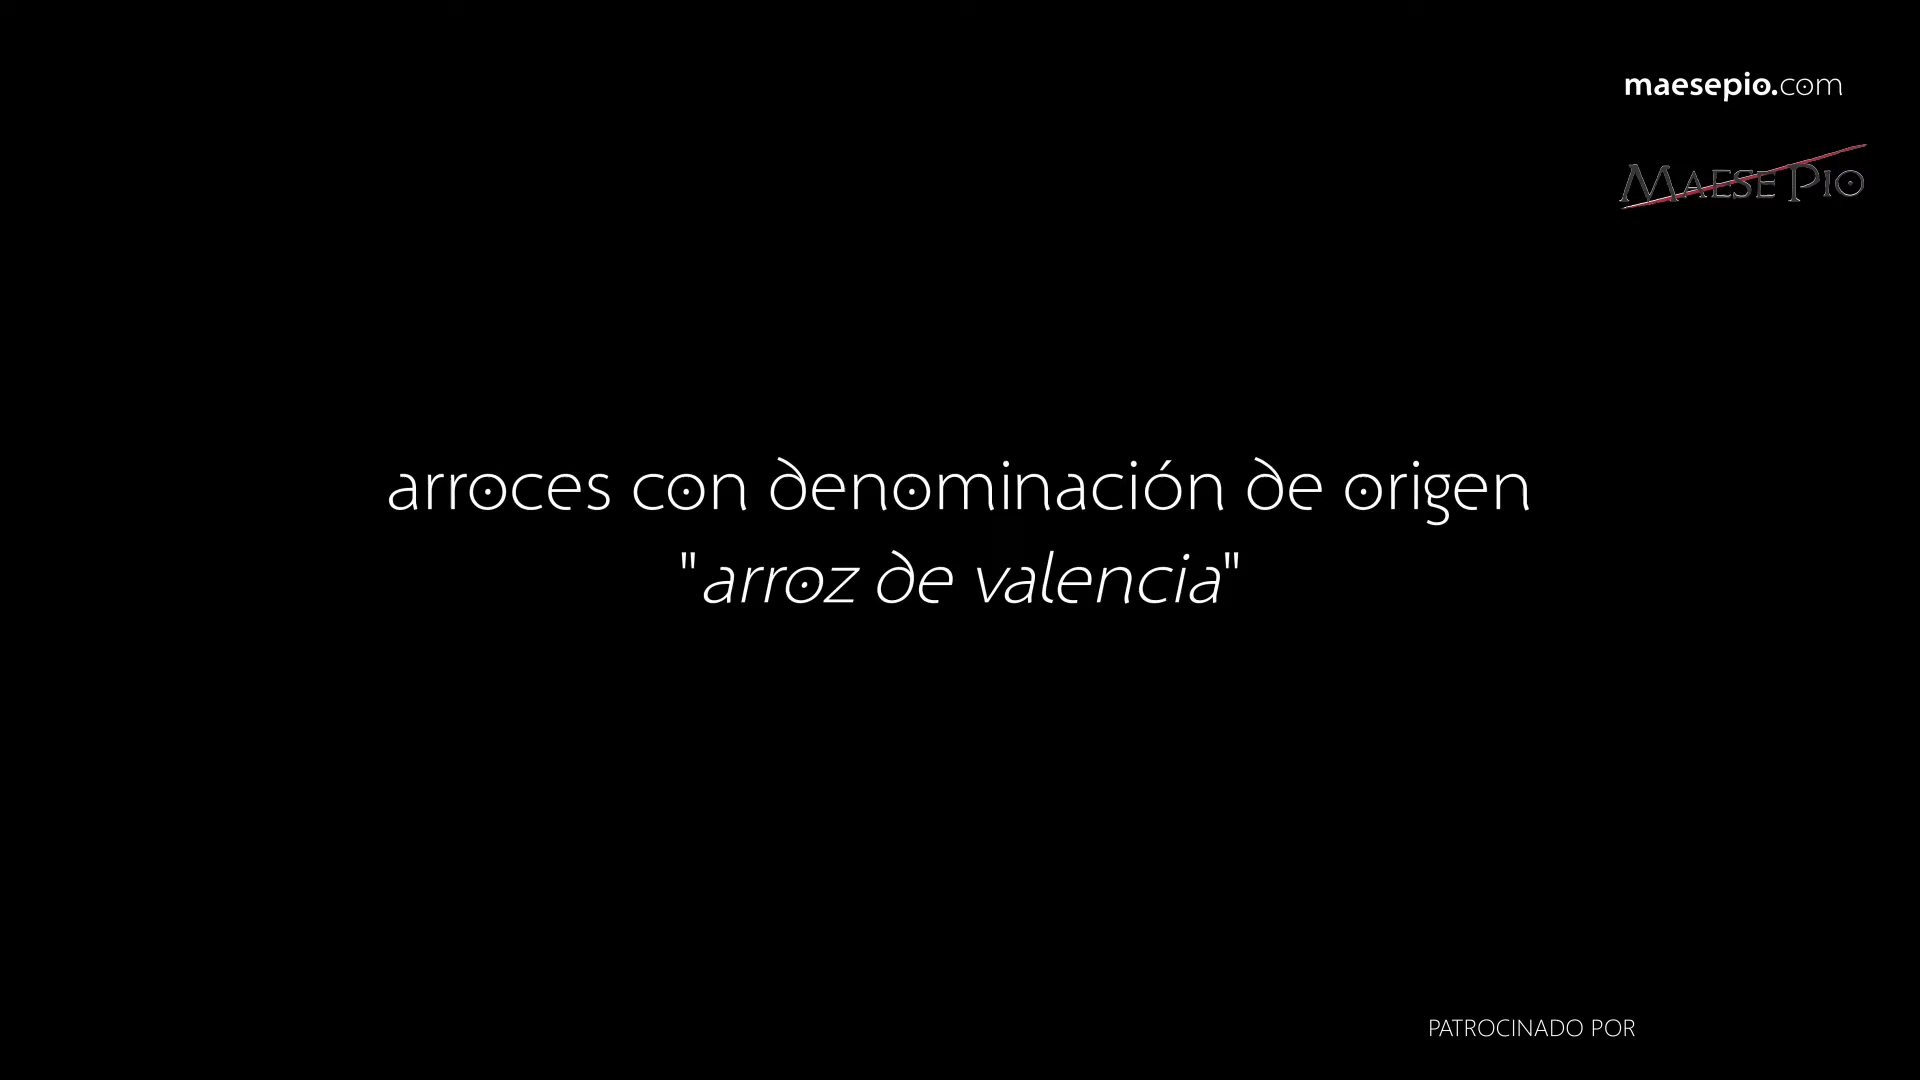 maesepio.com
MAESE PIO
arroces con denominación de origen
"arroz de valencia"
PATROCINADO POR